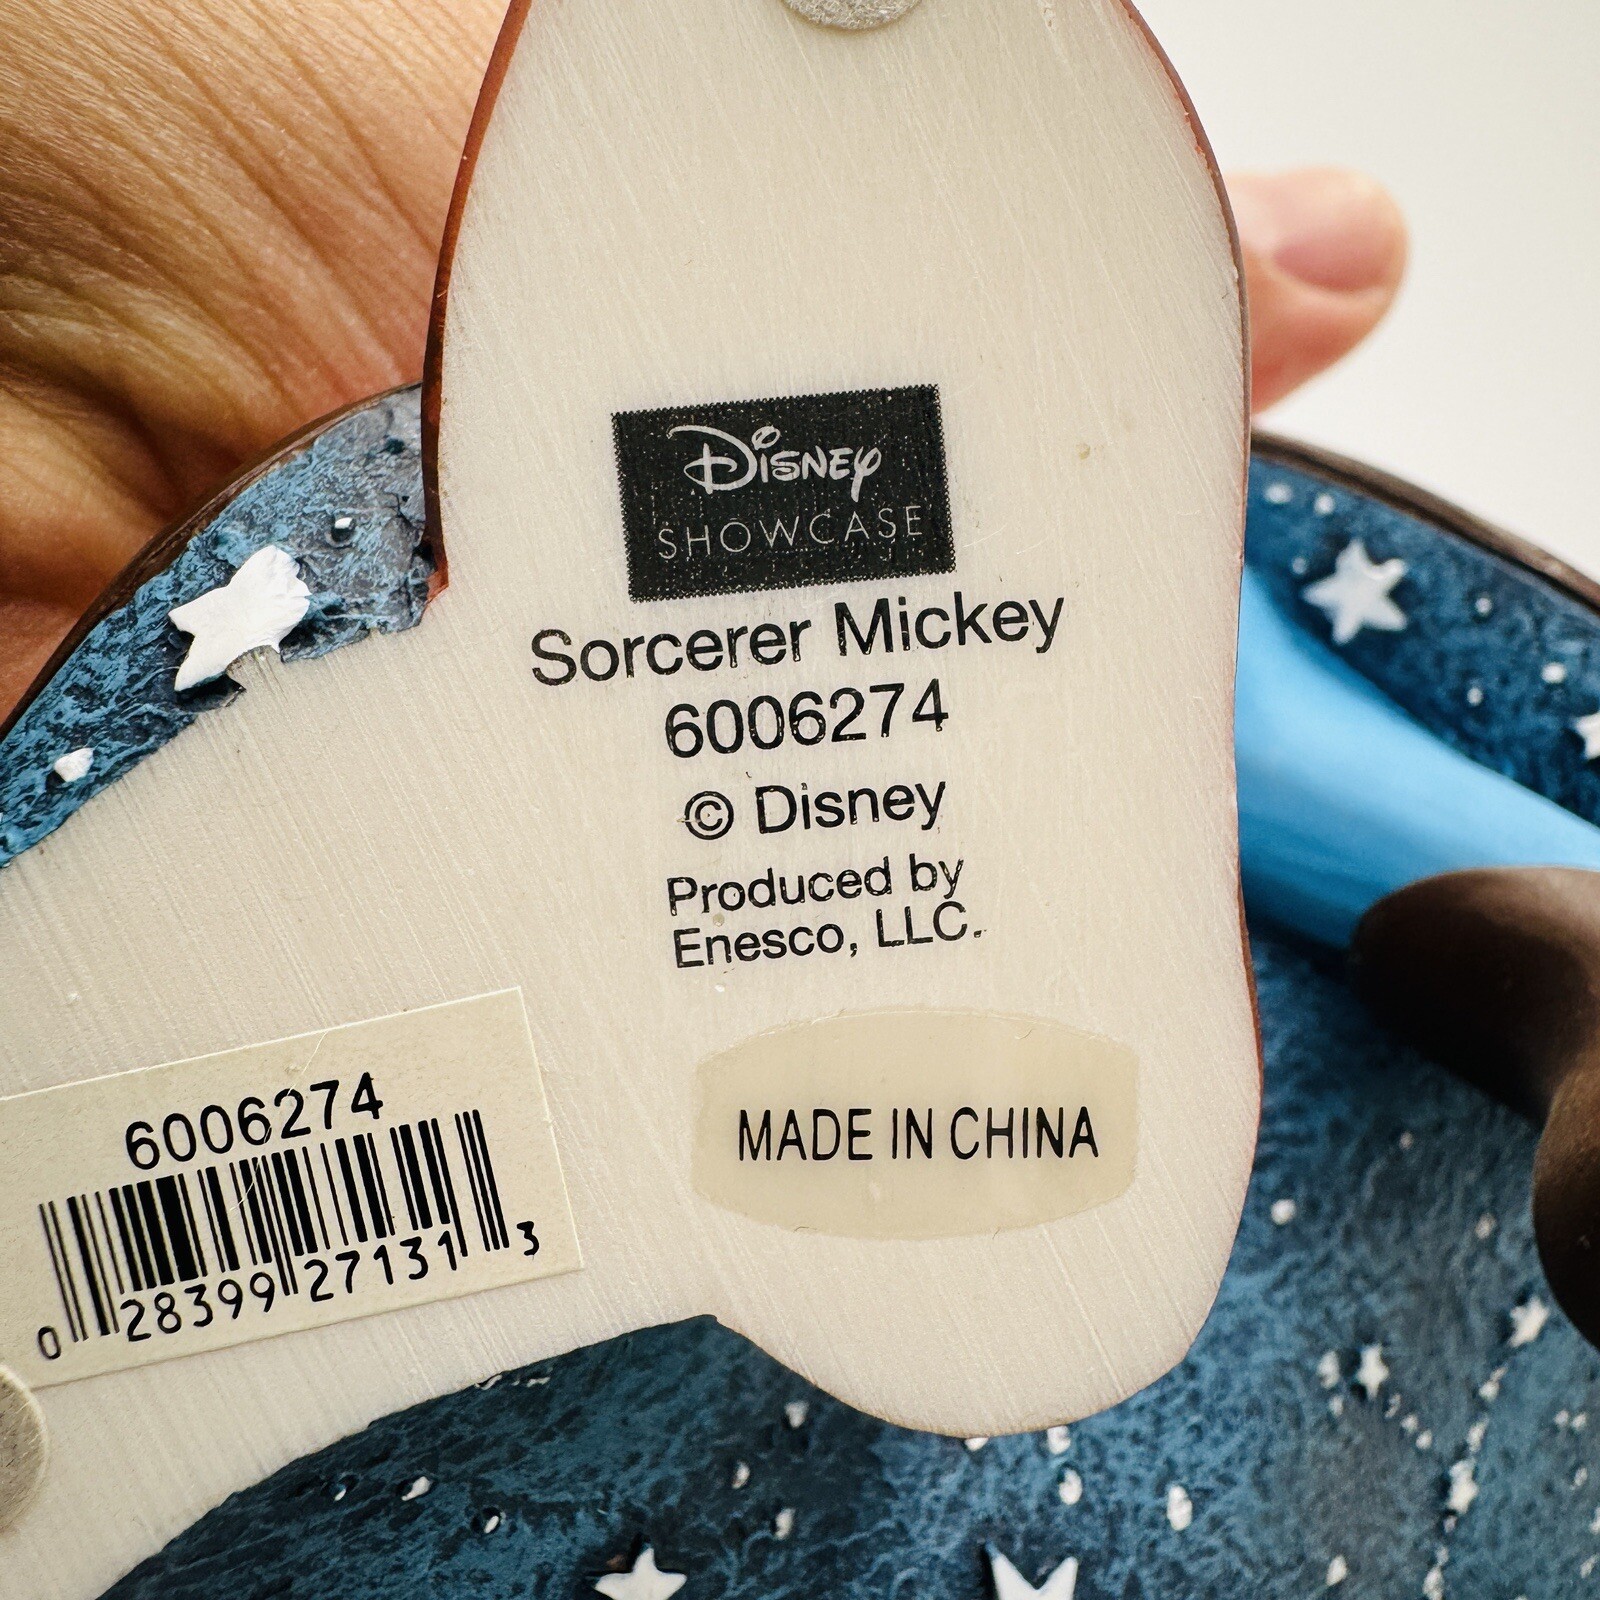 Disney
SHOWCASE
Sorcerer Mickey
6006274
© Disney
Produced by
Enesco, LLC.
MADE IN CHINA
6006274
0 28399 27131 3